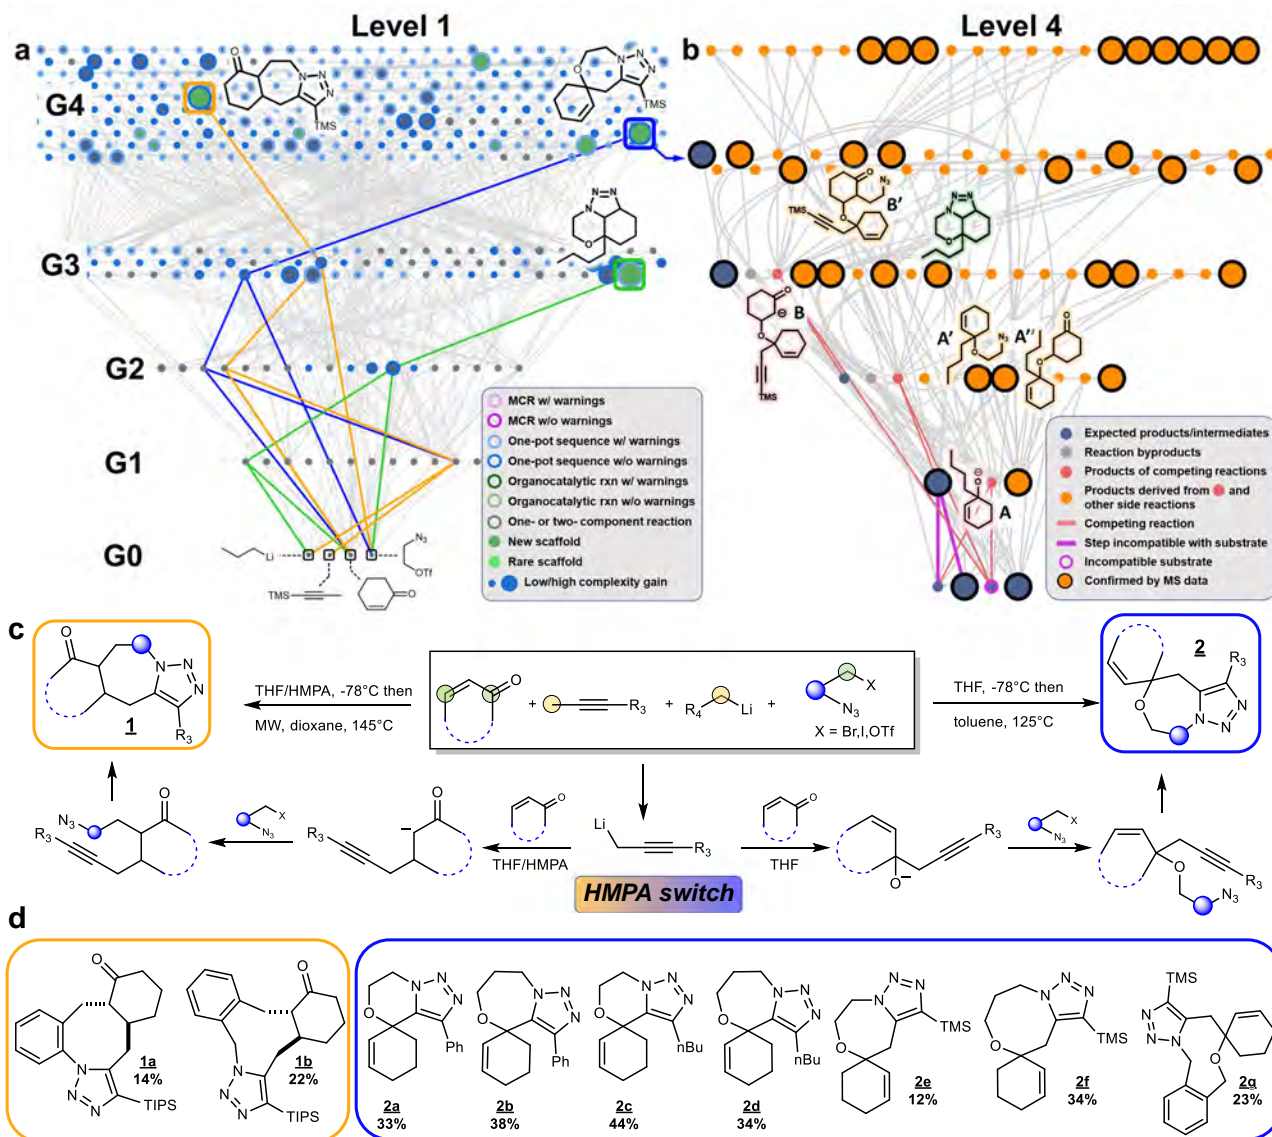 Level 1
Level 4
a
b
G4
G3
G2
G1
G0
O
N
N
N
TMS
O
N
N
N
TMS
N
N
N
O
Li
N₃
OTf
TMS
O
MCR w/ warnings
MCR w/o warnings
One-pot sequence w/ warnings
One-pot sequence w/o warnings
Organocatalytic rxn w/ warnings
Organocatalytic rxn w/o warnings
One- or two- component reaction
New scaffold
Rare scaffold
Low/high complexity gain
O
N₃
B'
TMS
O
N
N
N
O
O
⊖
B
O
TMS
A'
N₃
O
A''
O
O
O
⊖
A
Expected products/intermediates
Reaction byproducts
Products of competing reactions
Products derived from and
other side reactions
Competing reaction
Step incompatible with substrate
Incompatible substrate
Confirmed by MS data
c
O
N
N
N
R₃
1
THF/HMPA, -78°C then
MW, dioxane, 145°C
O
+
R₃
+
R₄
Li
+
X
N₃
X = Br,I,OTf
THF, -78°C then
toluene, 125°C
2
R₃
O
N
N
N
N₃
R₃
O
X
N₃
R₃
−
O
O
THF/HMPA
Li
R₃
O
THF
R₃
O−
X
N₃
R₃
O
N₃
HMPA switch
d
O
N
N
N
TIPS
1a
14%
O
N
N
N
TIPS
1b
22%
O
N
N
N
Ph
2a
33%
O
N
N
N
Ph
2b
38%
O
N
N
N
nBu
2c
44%
O
N
N
N
nBu
2d
34%
O
N
N
N
TMS
2e
12%
O
N
N
N
TMS
2f
34%
TMS
N
N
N
O
2g
23%